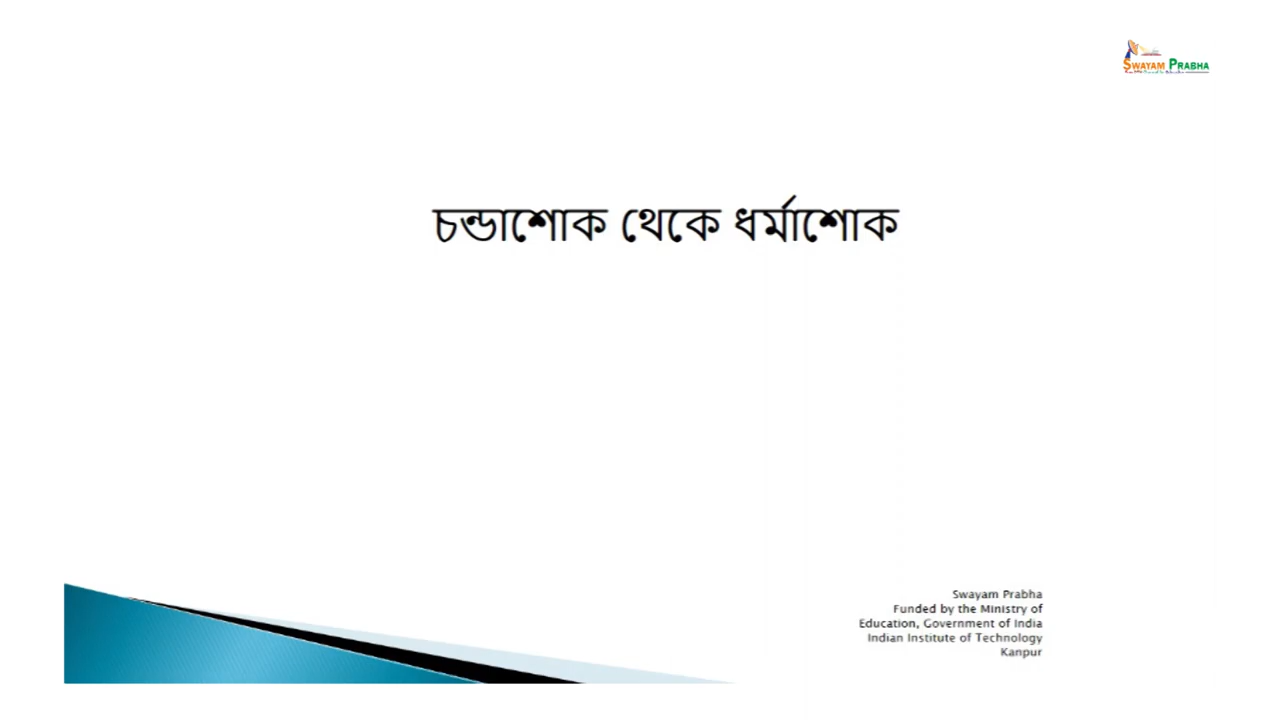 SWAYAM PRABHA
চন্ডাশোক থেকে ধর্মাশোক
Swayam Prabha
Funded by the Ministry of
Education, Government of India
Indian Institute of Technology
Kanpur